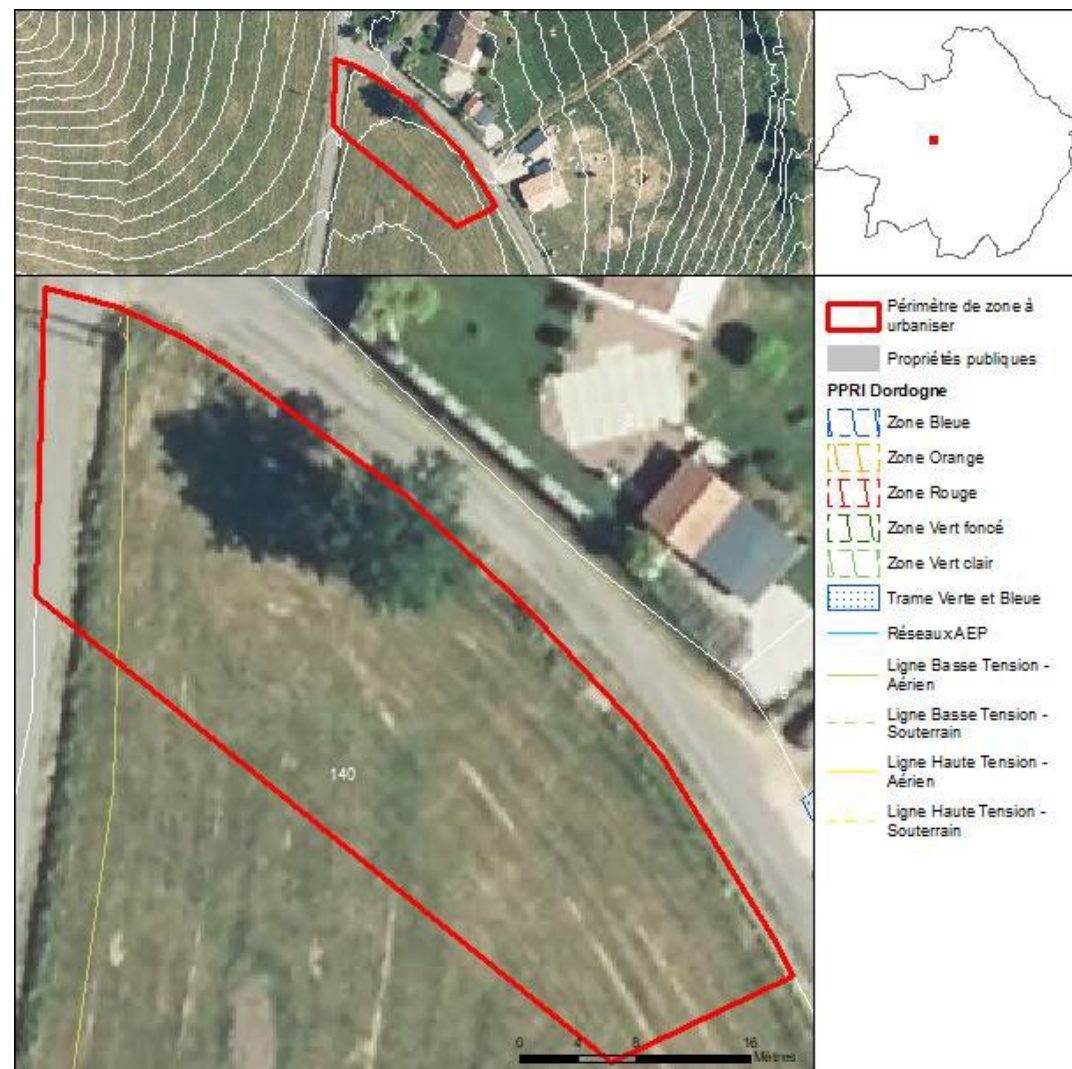 Périmètre de zone à
urbaniser
Propriétés publiques
PPRI Dordogne
Zone Bleue
Zone Orange
Zone Rouge
Zone Vert foncé
Zone Vert clair
Trame Verte et Bleue
Réseaux AEP
Ligne Basse Tension -
Aérien
Ligne Basse Tension -
Souterrain
Ligne Haute Tension -
Aérien
Ligne Haute Tension -
Souterrain
140
0 4 8 16
Mètres